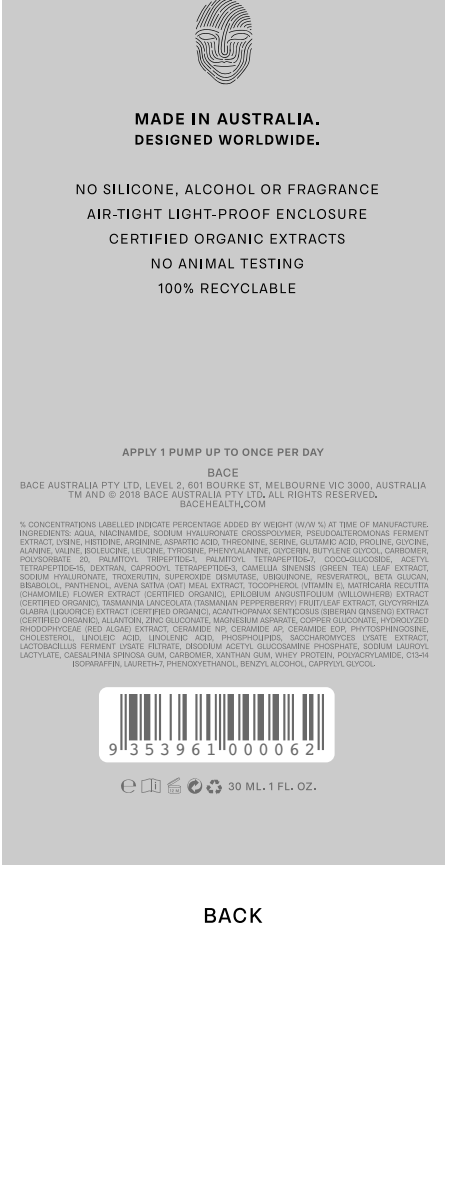 MADE IN AUSTRALIA.
DESIGNED WORLDWIDE.
NO SILICONE, ALCOHOL OR FRAGRANCE
AIR-TIGHT LIGHT-PROOF ENCLOSURE
CERTIFIED ORGANIC EXTRACTS
NO ANIMAL TESTING
100% RECYCLABLE
APPLY 1 PUMP UP TO ONCE PER DAY
BACE
BACE AUSTRALIA PTY LTD, LEVEL 2, 601 BOURKE ST, MELBOURNE VIC 3000, AUSTRALIA
TM AND © 2018 BACE AUSTRALIA PTY LTD. ALL RIGHTS RESERVED.
BACEHEALTH.COM
% CONCENTRATIONS LABELLED INDICATE PERCENTAGE ADDED BY WEIGHT (W/W %) AT TIME OF MANUFACTURE.
INGREDIENTS: AQUA, NIACINAMIDE, SODIUM HYALURONATE CROSSPOLYMER, PSEUDOALTEROMONAS FERMENT
EXTRACT, LYSINE, HISTIDINE, ARGININE, ASPARTIC ACID, THREONINE, SERINE, GLUTAMIC ACID, PROLINE, GLYCINE,
ALANINE, VALINE, ISOLEUCINE, LEUCINE, TYROSINE, PHENYLALANINE, GLYCERIN, BUTYLENE GLYCOL, CARBOMER,
POLYSORBATE 20, PALMITOYL TRIPEPTIDE-1, PALMITOYL TETRAPEPTIDE-7, COCO-GLUCOSIDE, ACETYL
TETRAPEPTIDE-15, DEXTRAN, CAPROOYL TETRAPEPTIDE-3, CAMELLIA SINENSIS (GREEN TEA) LEAF EXTRACT,
SODIUM HYALURONATE, TROXERUTIN, SUPEROXIDE DISMUTASE, UBIQUINONE, RESVERATROL, BETA GLUCAN,
BISABOLOL, PANTHENOL, AVENA SATIVA (OAT) MEAL EXTRACT, TOCOPHEROL (VITAMIN E), MATRICARIA RECUTITA
(CHAMOMILE) FLOWER EXTRACT (CERTIFIED ORGANIC), EPILOBIUM ANGUSTIFOLIUM (WILLOWHERB) EXTRACT
(CERTIFIED ORGANIC), TASMANNIA LANCEOLATA (TASMANIAN PEPPERBERRY) FRUIT/LEAF EXTRACT, GLYCYRRHIZA
GLABRA (LIQUORICE) EXTRACT (CERTIFIED ORGANIC), ACANTHOPANAX SENTICOSUS (SIBERIAN GINSENG) EXTRACT
(CERTIFIED ORGANIC), ALLANTOIN, ZINC GLUCONATE, MAGNESIUM ASPARTATE, COPPER GLUCONATE, HYDROLYZED
RHODOPHYCEAE (RED ALGAE) EXTRACT, CERAMIDE NP, CERAMIDE AP, CERAMIDE EOP, PHYTOSPHINGOSINE,
CHOLESTEROL, LINOLEIC ACID, LINOLENIC ACID, PHOSPHOLIPIDS, SACCHAROMYCES LYSATE EXTRACT,
LACTOBACILLUS FERMENT LYSATE FILTRATE, DISODIUM ACETYL GLUCOSAMINE PHOSPHATE, SODIUM LAUROYL
LACTYLATE, CAESALPINIA SPINOSA GUM, CARBOMER, XANTHAN GUM, WHEY PROTEIN, POLYACRYLAMIDE, C13-14
ISOPARAFFIN, LAURETH-7, PHENOXYETHANOL, BENZYL ALCOHOL, CAPRYLYL GLYCOL.
9 353961 000062
℮ 30 ML. 1 FL. OZ.
BACK